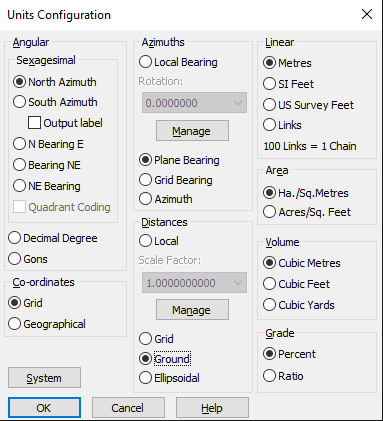 Units Configuration
Angular
Sexagesimal
North Azimuth
South Azimuth
Output label
N Bearing E
Bearing NE
NE Bearing
Quadrant Coding
Decimal Degree
Gons
Co-ordinates
Grid
Geographical
System
Azimuths
Local Bearing
Rotation:
0.0000000
Manage
Plane Bearing
Grid Bearing
Azimuth
Distances
Local
Scale Factor:
1.0000000000
Manage
Grid
Ground
Ellipsoidal
Linear
Metres
SI Feet
US Survey Feet
Links
100 Links = 1 Chain
Area
Ha./Sq.Metres
Acres/Sq. Feet
Volume
Cubic Metres
Cubic Feet
Cubic Yards
Grade
Percent
Ratio
OK
Cancel
Help